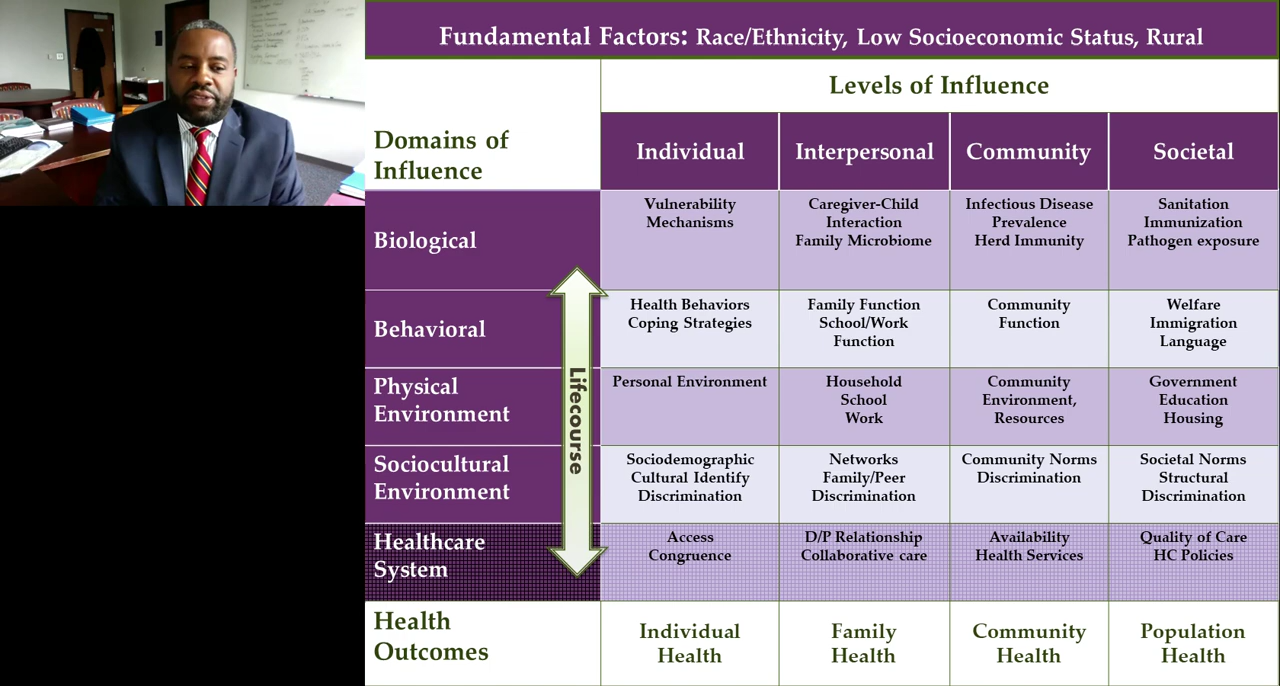 Fundamental Factors: Race/Ethnicity, Low Socioeconomic Status, Rural
Levels of Influence
Domains of
Influence
Individual
Interpersonal
Community
Societal
Biological
Vulnerability
Mechanisms
Caregiver-Child
Interaction
Family Microbiome
Infectious Disease
Prevalence
Herd Immunity
Sanitation
Immunization
Pathogen exposure
Behavioral
Health Behaviors
Coping Strategies
Family Function
School/Work
Function
Community
Function
Welfare
Immigration
Language
Lifecourse
Physical
Environment
Personal Environment
Household
School
Work
Community
Environment,
Resources
Government
Education
Housing
Sociocultural
Environment
Sociodemographic
Cultural Identify
Discrimination
Networks
Family/Peer
Discrimination
Community Norms
Discrimination
Societal Norms
Structural
Discrimination
Healthcare
System
Access
Congruence
D/P Relationship
Collaborative care
Availability
Health Services
Quality of Care
HC Policies
Health
Outcomes
Individual
Health
Family
Health
Community
Health
Population
Health